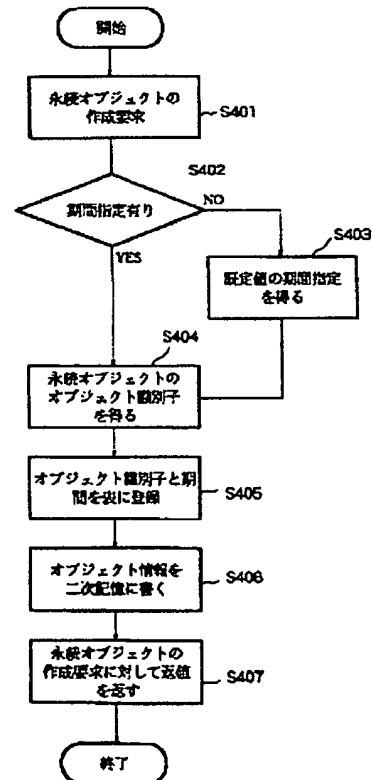 開始
永続オブジェクトの
作成要求
S401
S402
期間指定有り
NO
YES
S403
既定値の期間指定
を得る
S404
永続オブジェクトの
オブジェクト識別子
を得る
オブジェクト識別子と期
間を表に登録
S405
オブジェクト情報を
二次記憶に書く
S406
永続オブジェクトの
作成要求に対して返値
を返す
S407
終了